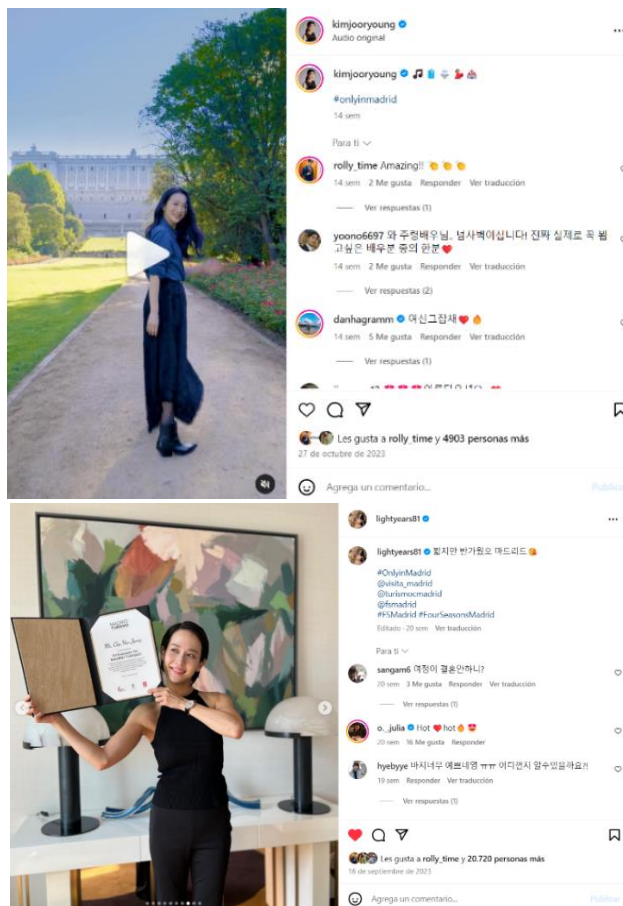 kimjooryoung
Audio original
kimjooryoung
#onlyinmadrid
14 sem
Para ti
rolly_time Amazing!!
14 sem 2 Me gusta Responder Ver traducción
Ver respuestas (1)
yoono6697 와 주령배우님.. 넘사벽이십니다! 진짜 실제로 꼭 뵙
고싶은 배우분 중의 한분
14 sem 2 Me gusta Responder Ver traducción
Ver respuestas (2)
danhagramm 여신그잡채
14 sem 5 Me gusta Responder Ver traducción
Ver respuestas (1)
Les gusta a rolly_time y 4903 personas más
27 de octubre de 2023
Agrega un comentario...
Publicar
MADRID
TURISMO
lightyears81
lightyears81 짧지만 반가웠오 마드리드
#OnlyinMadrid
@visita_madrid
@turismocmadrid
@fsmadrid
#FSMadrid #FourSeasonsMadrid
Editado · 20 sem Ver traducción
Para ti
sangam6 여정이 결혼안하니?
20 sem 3 Me gusta Responder Ver traducción
Ver respuestas (1)
o._julia Hot hot
20 sem 16 Me gusta Responder
hyebyye 바지너무 예쁘네영 ㅠㅠ 어디껀지 알수있을까요?!
19 sem Responder Ver traducción
Ver respuestas (1)
Les gusta a rolly_time y 20.720 personas más
16 de septiembre de 2023
Agrega un comentario...
Publicar